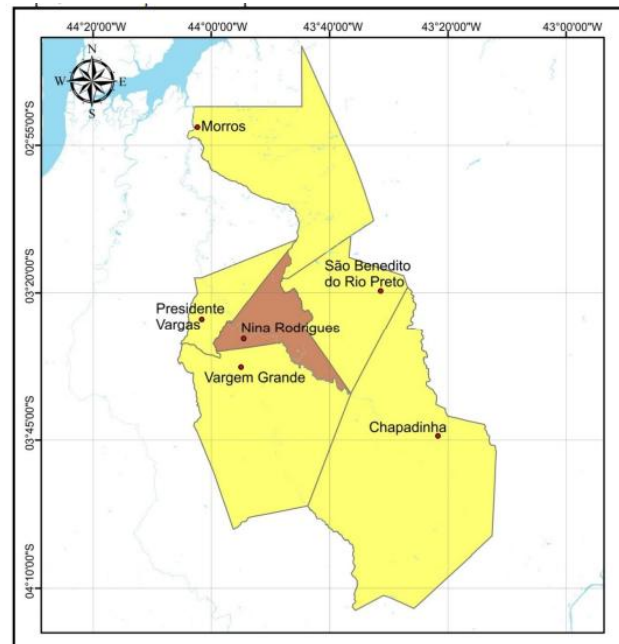 44°20'00"W 44°00'00"W 43°40'00"W 43°20'00"W 43°00'00"W
N
W E
S
02°55'00"S
Morros
03°20'00"S
São Benedito
do Rio Preto
Presidente
Vargas
Nina Rodrigues
Vargem Grande
03°45'00"S
Chapadinha
04°10'00"S